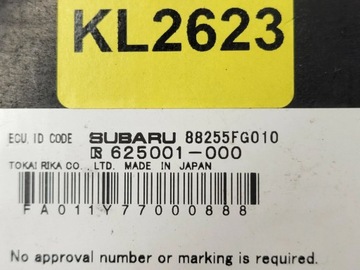 KL2623
ECU. ID CODE SUBARU 88255FG010
625001-000
TOKAI RIKA CO., LTD. MADE IN JAPAN
FA011Y77000888
No approval number or marking is required.